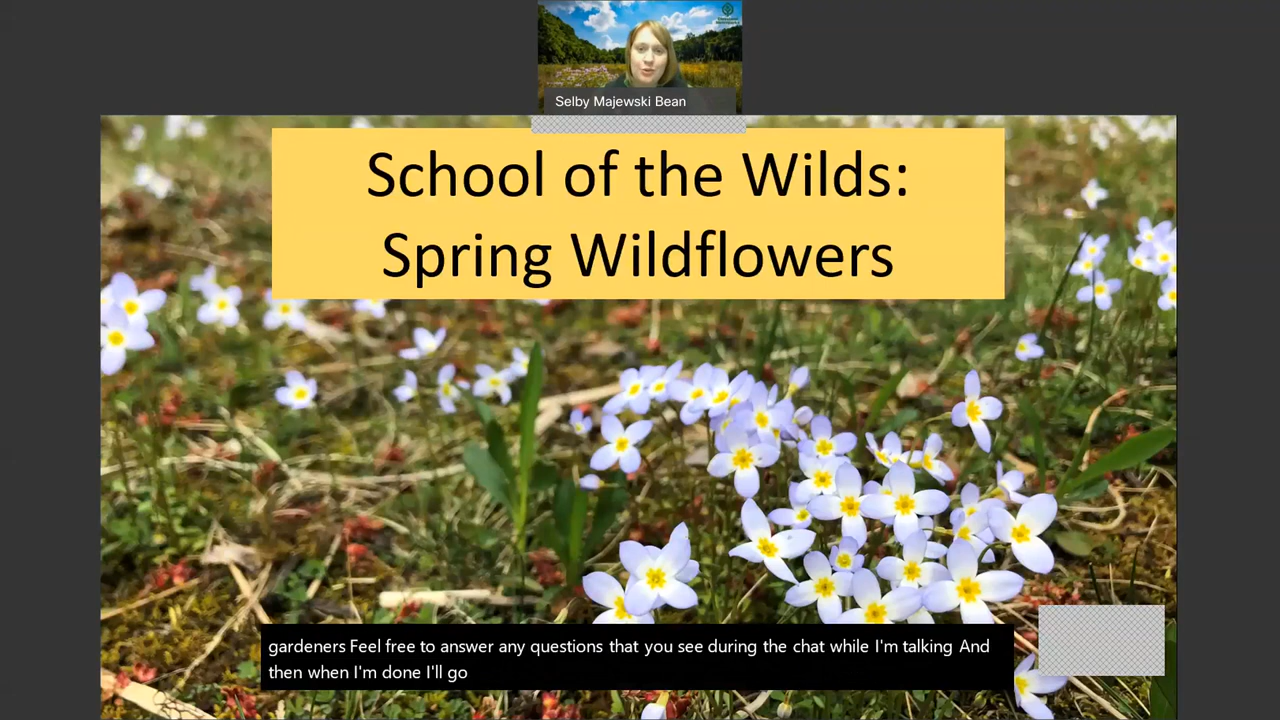 Selby Majewski Bean
School of the Wilds:
Spring Wildflowers
gardeners Feel free to answer any questions that you see during the chat while I'm talking And
then when I'm done I'll go